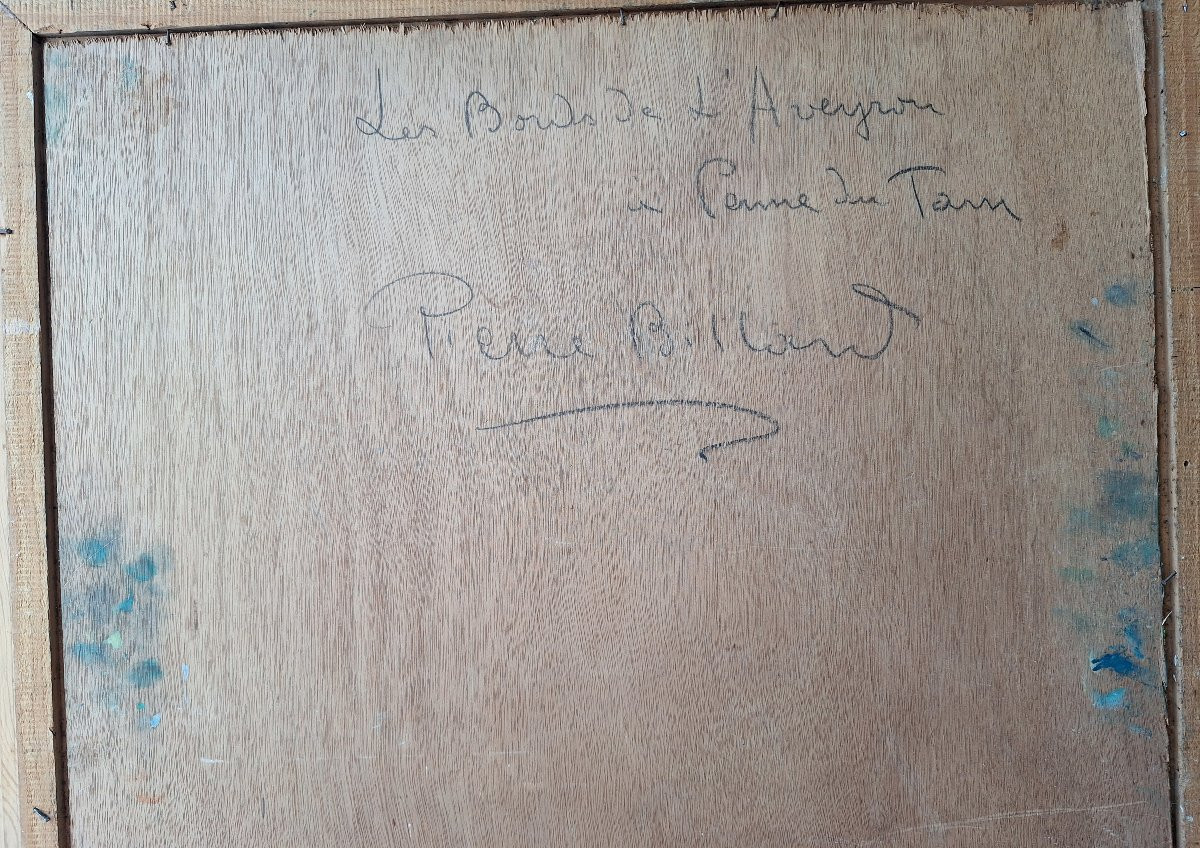 Les Bords de L'Aveyron
à Penne du Tarn
Pierre Billard